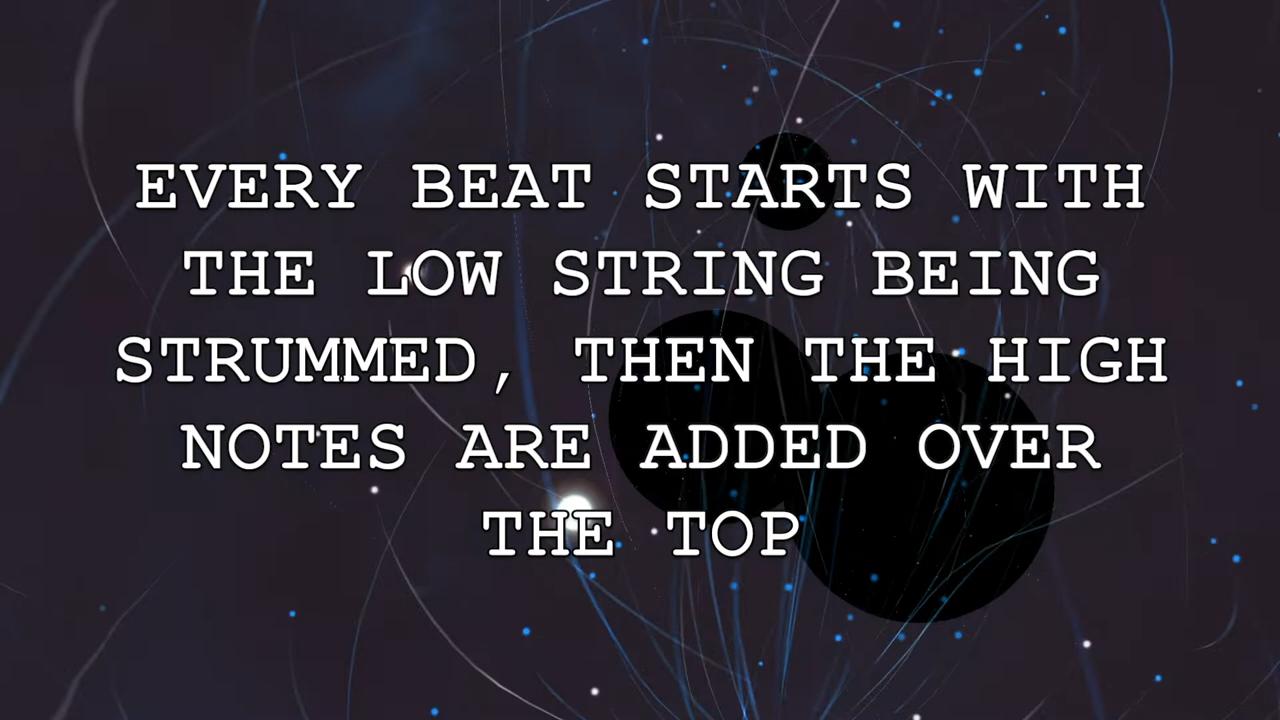 EVERY BEAT STARTS WITH
THE LOW STRING BEING
STRUMMED, THEN THE HIGH
NOTES ARE ADDED OVER
THE TOP